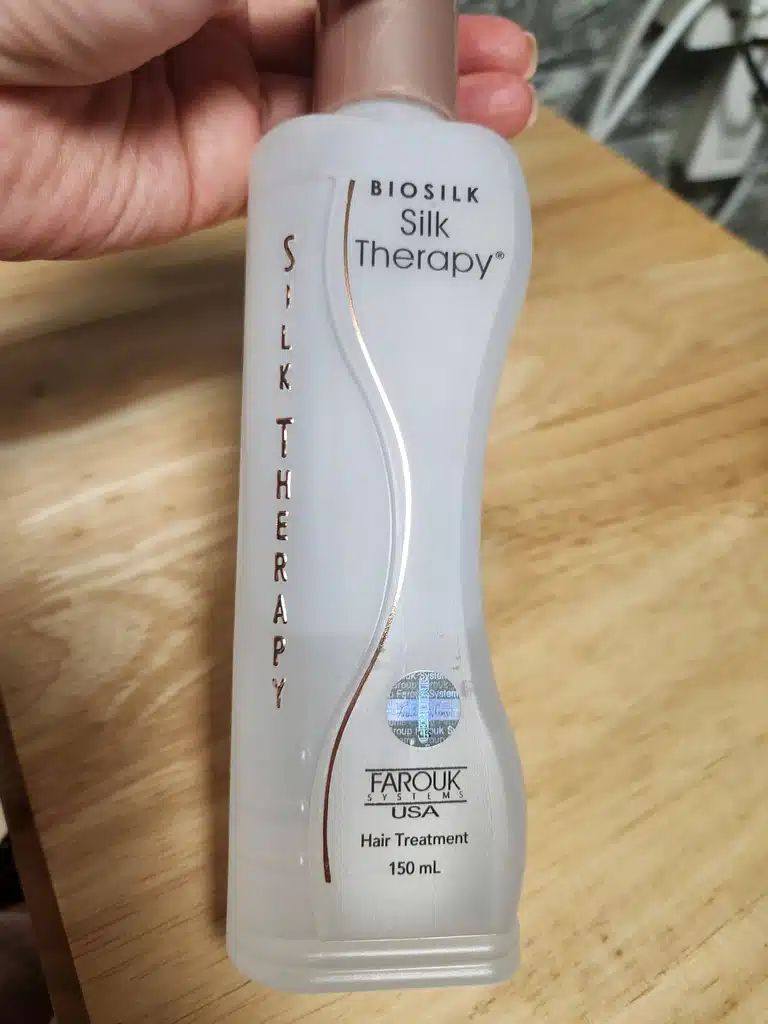 BIOSILK
Silk
Therapy®
SILK THERAPY
FAROUK
SYSTEMS
USA
Hair Treatment
150 mL